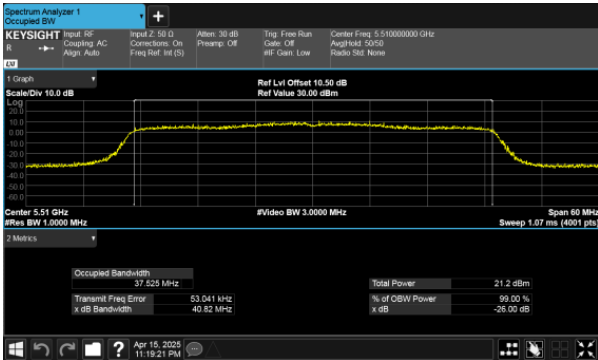 Spectrum Analyzer 1
Occupied BW
+
KEYSIGHT
R
Input: RF
Coupling: AC
Align: Auto
Input Z: 50 Ω
Corrections: On
Freq Ref: Int (S)
Atten: 30 dB
Preamp: Off
Trig: Free Run
Gate: Off
#IF Gain: Low
Center Freq: 5.510000000 GHz
Avg|Hold: 50/50
Radio Std: None
LXI
1 Graph
Scale/Div 10.0 dB
Ref Lvl Offset 10.50 dB
Ref Value 30.00 dBm
Log
20.0
10.0
0.00
-10.0
-20.0
-30.0
-40.0
-50.0
-60.0
Center 5.51 GHz
#Video BW 3.0000 MHz
Span 60 MHz
#Res BW 1.0000 MHz
Sweep 1.07 ms (4001 pts)
2 Metrics
Occupied Bandwidth
37.525 MHz
Total Power 21.2 dBm
Transmit Freq Error 53.041 kHz
% of OBW Power 99.00 %
x dB Bandwidth 40.82 MHz
x dB -26.00 dB
?
Apr 15, 2025
11:19:21 PM